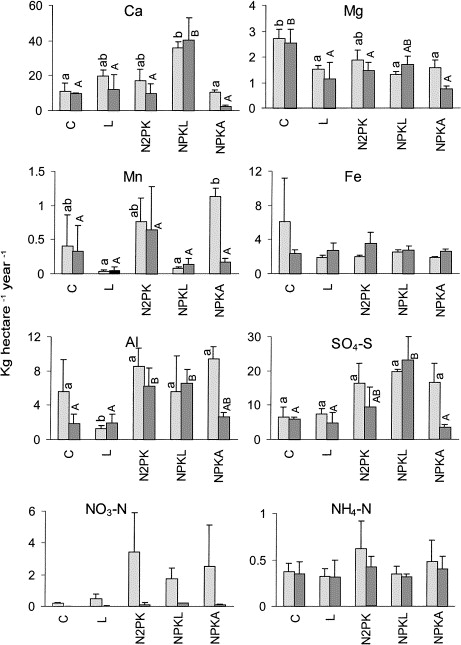 Kg hectare -1 year -1
Ca
60
40
20
0
a A
ab A
ab A
b B
a A
C L N2PK NPKL NPKA
Mg
4
3
2
1
0
b B
a A
ab A
a AB
a A
C L N2PK NPKL NPKA
Mn
1.5
1
0.5
0
ab A
a A
ab A
a A
b A
C L N2PK NPKL NPKA
Fe
12
8
4
0
C L N2PK NPKL NPKA
Al
12
8
4
0
a A
b A
a B
a B
a AB
C L N2PK NPKL NPKA
SO4-S
30
20
10
0
a A
a A
a AB
a B
a A
C L N2PK NPKL NPKA
NO3-N
6
4
2
0
C L N2PK NPKL NPKA
NH4-N
1
0.5
0
C L N2PK NPKL NPKA